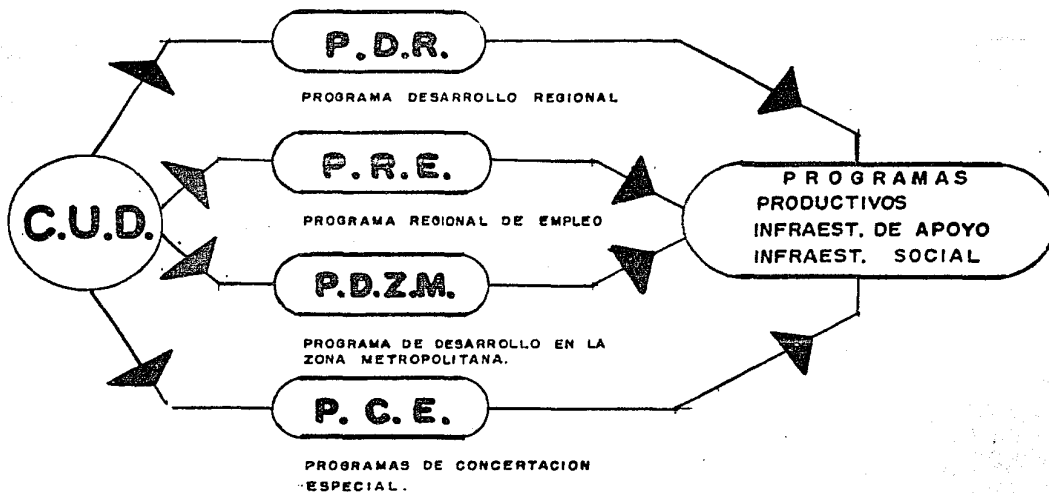 P.D.R.
PROGRAMA DESARROLLO REGIONAL
P.R.E.
PROGRAMA REGIONAL DE EMPLEO
C.U.D.
P.D.Z.M.
PROGRAMA DE DESARROLLO EN LA
ZONA METROPOLITANA.
P.C.E.
PROGRAMAS DE CONCERTACION
ESPECIAL.
PROGRAMAS
PRODUCTIVOS
INFRAEST. DE APOYO
INFRAEST. SOCIAL